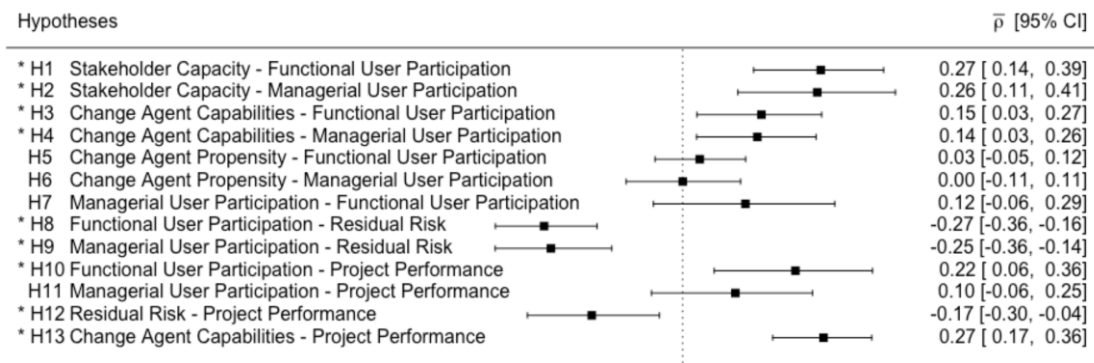 Hypotheses ρ̅ [95% CI]
* H1 Stakeholder Capacity - Functional User Participation 0.27 [ 0.14, 0.39]
* H2 Stakeholder Capacity - Managerial User Participation 0.26 [ 0.11, 0.41]
* H3 Change Agent Capabilities - Functional User Participation 0.15 [ 0.03, 0.27]
* H4 Change Agent Capabilities - Managerial User Participation 0.14 [ 0.03, 0.26]
H5 Change Agent Propensity - Functional User Participation 0.03 [-0.05, 0.12]
H6 Change Agent Propensity - Managerial User Participation 0.00 [-0.11, 0.11]
H7 Managerial User Participation - Functional User Participation 0.12 [-0.06, 0.29]
* H8 Functional User Participation - Residual Risk -0.27 [-0.36, -0.16]
* H9 Managerial User Participation - Residual Risk -0.25 [-0.36, -0.14]
* H10 Functional User Participation - Project Performance 0.22 [ 0.06, 0.36]
H11 Managerial User Participation - Project Performance 0.10 [-0.06, 0.25]
* H12 Residual Risk - Project Performance -0.17 [-0.30, -0.04]
* H13 Change Agent Capabilities - Project Performance 0.27 [ 0.17, 0.36]